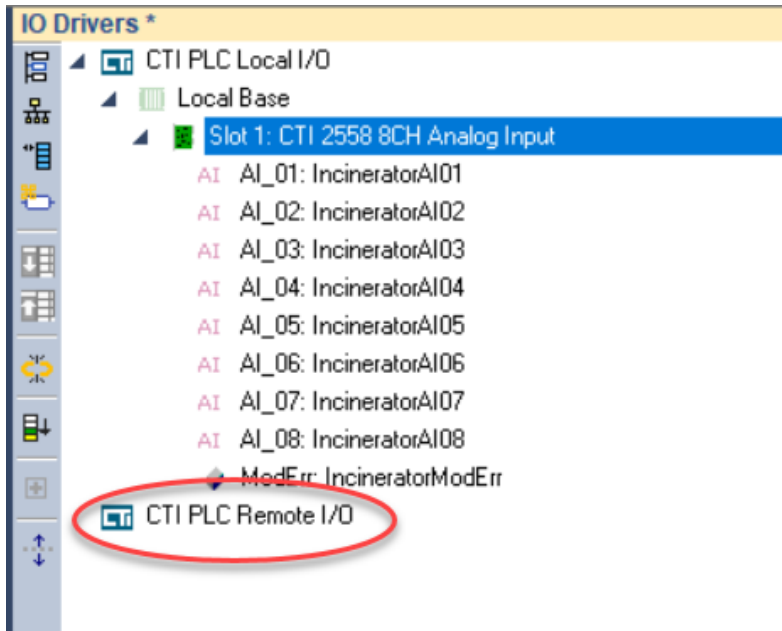 IO Drivers *
CTI PLC Local I/O
Local Base
Slot 1: CTI 2558 8CH Analog Input
AI AI_01: IncineratorAI01
AI AI_02: IncineratorAI02
AI AI_03: IncineratorAI03
AI AI_04: IncineratorAI04
AI AI_05: IncineratorAI05
AI AI_06: IncineratorAI06
AI AI_07: IncineratorAI07
AI AI_08: IncineratorAI08
ModErr: IncineratorModErr
CTI PLC Remote I/O